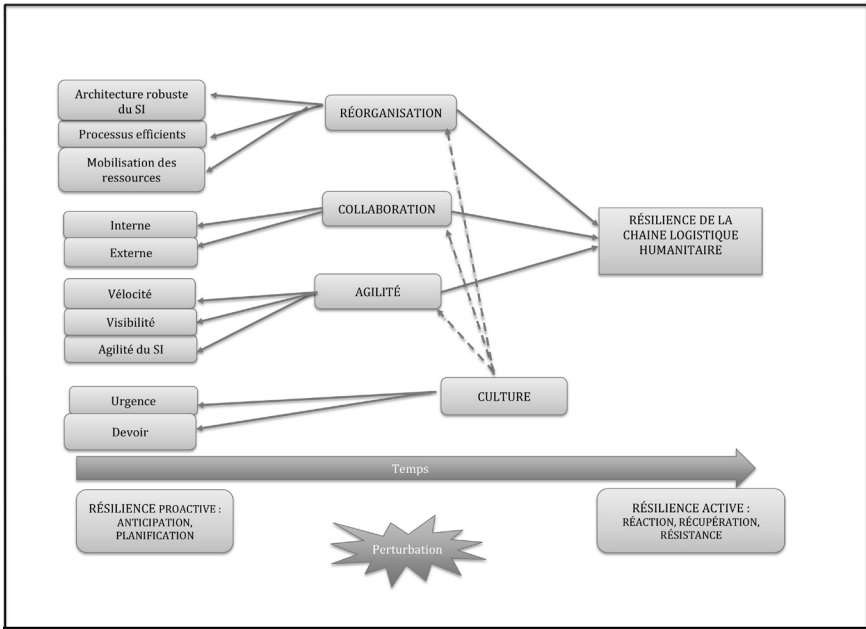 Architecture robuste
du SI
Processus efficients
Mobilisation des
ressources
RÉORGANISATION
Interne
Externe
COLLABORATION
RÉSILIENCE DE LA
CHAINE LOGISTIQUE
HUMANITAIRE
Vélocité
Visibilité
Agilité du SI
AGILITÉ
Urgence
Devoir
CULTURE
Temps
RÉSILIENCE PROACTIVE :
ANTICIPATION,
PLANIFICATION
Perturbation
RÉSILIENCE ACTIVE :
RÉACTION, RÉCUPÉRATION,
RÉSISTANCE